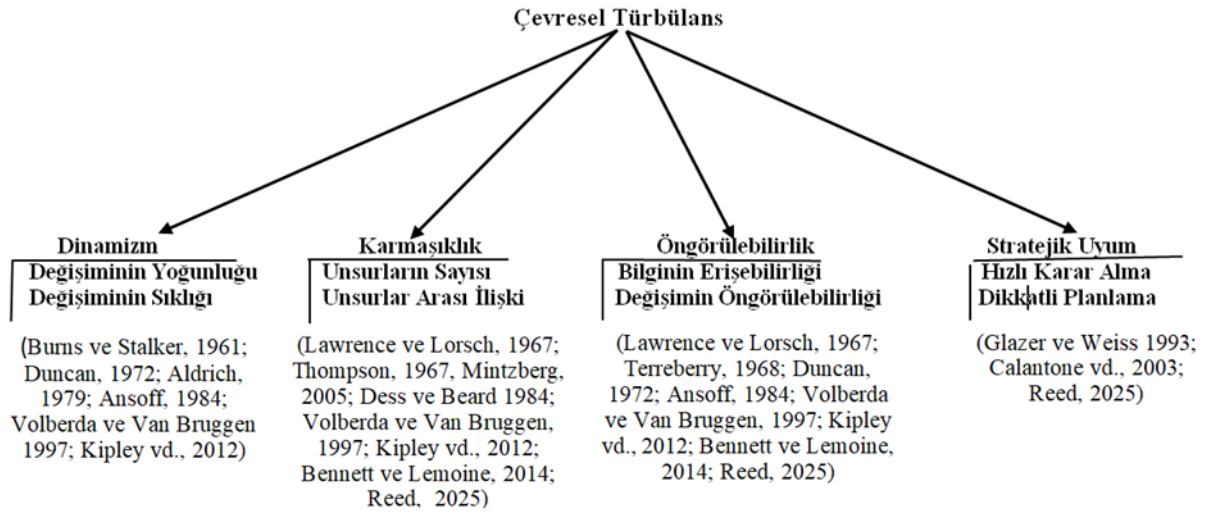 Çevresel Türbülans
Dinamizm
Değişiminin Yoğunluğu
Değişiminin Sıklığı
(Burns ve Stalker, 1961;
Duncan, 1972; Aldrich,
1979; Ansoff, 1984;
Volberda ve Van Bruggen
1997; Kipley vd., 2012)
Karmaşıklık
Unsurların Sayısı
Unsurlar Arası İlişki
(Lawrence ve Lorsch, 1967;
Thompson, 1967, Mintzberg,
2005; Dess ve Beard 1984;
Volberda ve Van Bruggen,
1997; Kipley vd., 2012;
Bennett ve Lemoine, 2014;
Reed, 2025)
Öngörülebilirlik
Bilginin Erişebilirliği
Değişimin Öngörülebilirliği
(Lawrence ve Lorsch, 1967;
Terreberry, 1968; Duncan,
1972; Ansoff, 1984; Volberda
ve Van Bruggen, 1997; Kipley
vd., 2012; Bennett ve Lemoine,
2014; Reed, 2025)
Stratejik Uyum
Hızlı Karar Alma
Dikkatli Planlama
(Glazer ve Weiss 1993;
Calantone vd., 2003;
Reed, 2025)